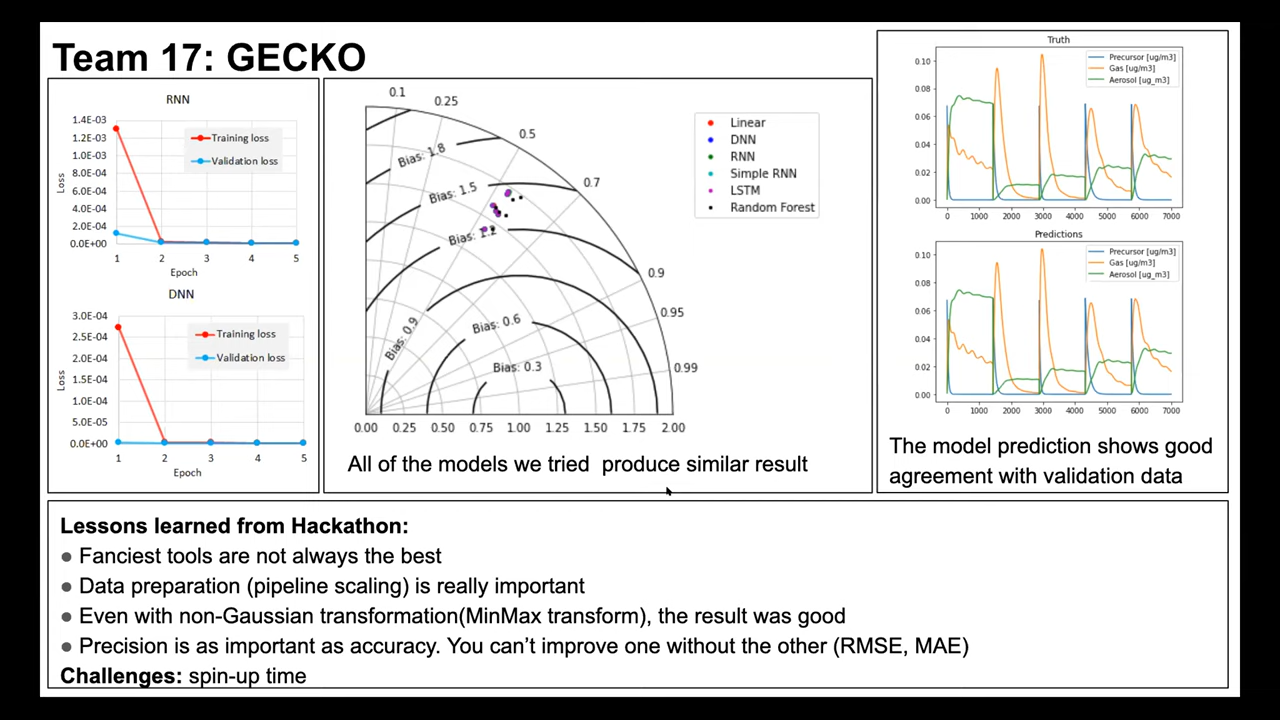 Team 17: GECKO
RNN
1.4E-03
1.2E-03
1.0E-03
8.0E-04
6.0E-04
4.0E-04
2.0E-04
0.0E+00
Loss
Training loss
Validation loss
1 2 3 4 5
Epoch
DNN
3.0E-04
2.5E-04
2.0E-04
1.5E-04
1.0E-04
5.0E-05
0.0E+00
Loss
Training loss
Validation loss
1 2 3 4 5
Epoch
0.1
0.25
0.5
0.7
0.9
0.95
0.99
Bias: 1.8
Bias: 1.5
Bias: 1.2
Bias: 0.9
Bias: 0.6
Bias: 0.3
0.00 0.25 0.50 0.75 1.00 1.25 1.50 1.75 2.00
Linear
DNN
RNN
Simple RNN
LSTM
Random Forest
All of the models we tried produce similar result
Truth
0.10
0.08
0.06
0.04
0.02
0.00
Precursor [ug/m3]
Gas [ug/m3]
Aerosol [ug_m3]
0 1000 2000 3000 4000 5000 6000 7000
Predictions
0.10
0.08
0.06
0.04
0.02
0.00
Precursor [ug/m3]
Gas [ug/m3]
Aerosol [ug_m3]
0 1000 2000 3000 4000 5000 6000 7000
The model prediction shows good
agreement with validation data
Lessons learned from Hackathon:
● Fanciest tools are not always the best
● Data preparation (pipeline scaling) is really important
● Even with non-Gaussian transformation(MinMax transform), the result was good
● Precision is as important as accuracy. You can’t improve one without the other (RMSE, MAE)
Challenges: spin-up time